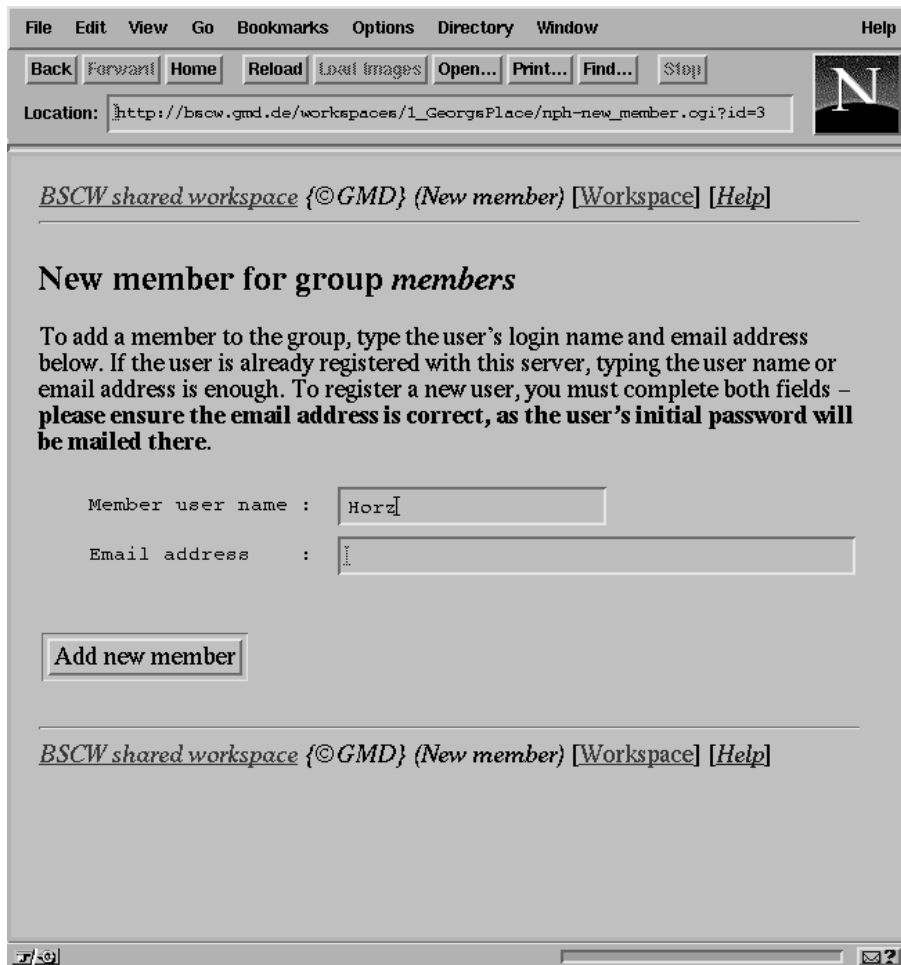 File Edit View Go Bookmarks Options Directory Window Help
Back Forward Home Reload Load Images Open... Print... Find... Stop
N
Location: http://bscw.gmd.de/workspaces/1_GeorgsPlace/nph-new_member.cgi?id=3
BSCW shared workspace {©GMD} (New member) [Workspace] [Help]
New member for group members
To add a member to the group, type the user's login name and email address
below. If the user is already registered with this server, typing the user name or
email address is enough. To register a new user, you must complete both fields –
please ensure the email address is correct, as the user's initial password will
be mailed there.
Member user name : Horz
Email address :
Add new member
BSCW shared workspace {©GMD} (New member) [Workspace] [Help]
?